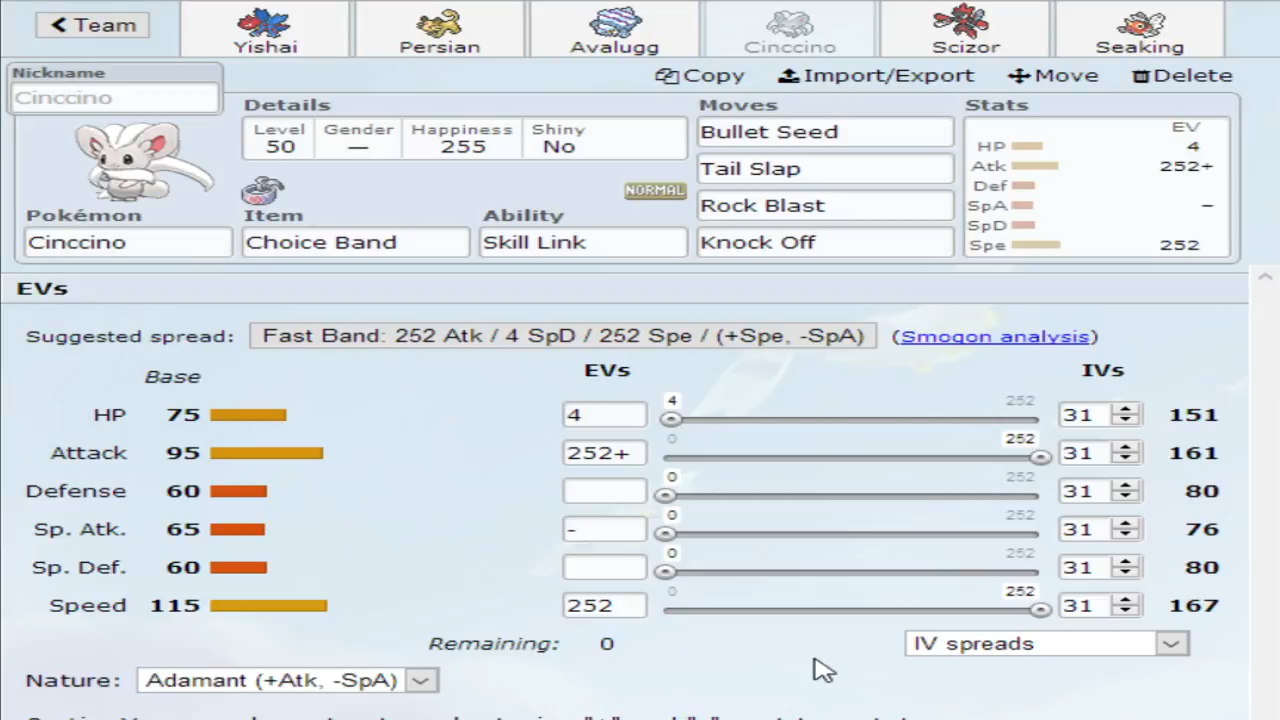 Team
Yishai
Persian
Avalugg
Cinccino
Scizor
Seaking
Nickname
Cinccino
Copy
Import/Export
Move
Delete
Details
Moves
Stats
Level
50
Gender
—
Happiness
255
Shiny
No
Bullet Seed
Tail Slap
Rock Blast
Knock Off
EV
HP 4
Atk 252+
Def
SpA –
SpD
Spe 252
NORMAL
Pokémon
Cinccino
Item
Choice Band
Ability
Skill Link
EVs
Suggested spread: Fast Band: 252 Atk / 4 SpD / 252 Spe / (+Spe, -SpA) (Smogon analysis)
Base EVs IVs
HP 75 4 4 252 31 151
Attack 95 252+ 0 252 31 161
Defense 60 0 252 31 80
Sp. Atk. 65 - 0 252 31 76
Sp. Def. 60 0 252 31 80
Speed 115 252 0 252 31 167
Remaining: 0
IV spreads
Nature: Adamant (+Atk, -SpA)